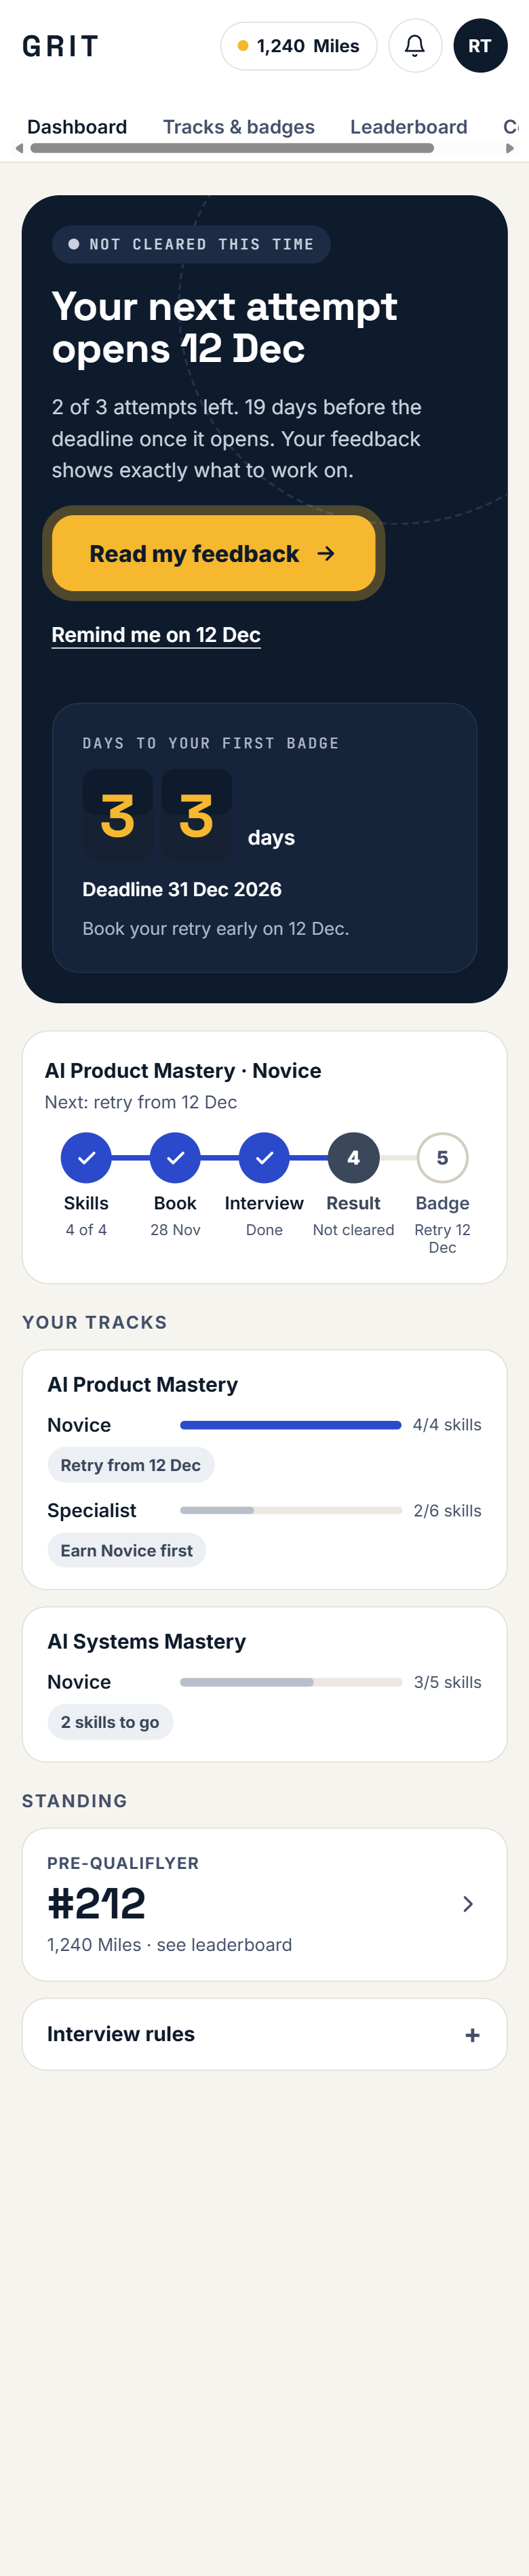 GRIT
1,240 Miles
RT
Dashboard Tracks & badges Leaderboard
NOT CLEARED THIS TIME
Your next attempt
opens 12 Dec
2 of 3 attempts left. 19 days before the
deadline once it opens. Your feedback
shows exactly what to work on.
Read my feedback →
Remind me on 12 Dec
DAYS TO YOUR FIRST BADGE
3 3 days
Deadline 31 Dec 2026
Book your retry early on 12 Dec.
AI Product Mastery · Novice
Next: retry from 12 Dec
4 5
Skills Book Interview Result Badge
4 of 4 28 Nov Done Not cleared Retry 12
Dec
YOUR TRACKS
AI Product Mastery
Novice 4/4 skills
Retry from 12 Dec
Specialist 2/6 skills
Earn Novice first
AI Systems Mastery
Novice 3/5 skills
2 skills to go
STANDING
PRE-QUALIFLYER
#212
1,240 Miles · see leaderboard
Interview rules +